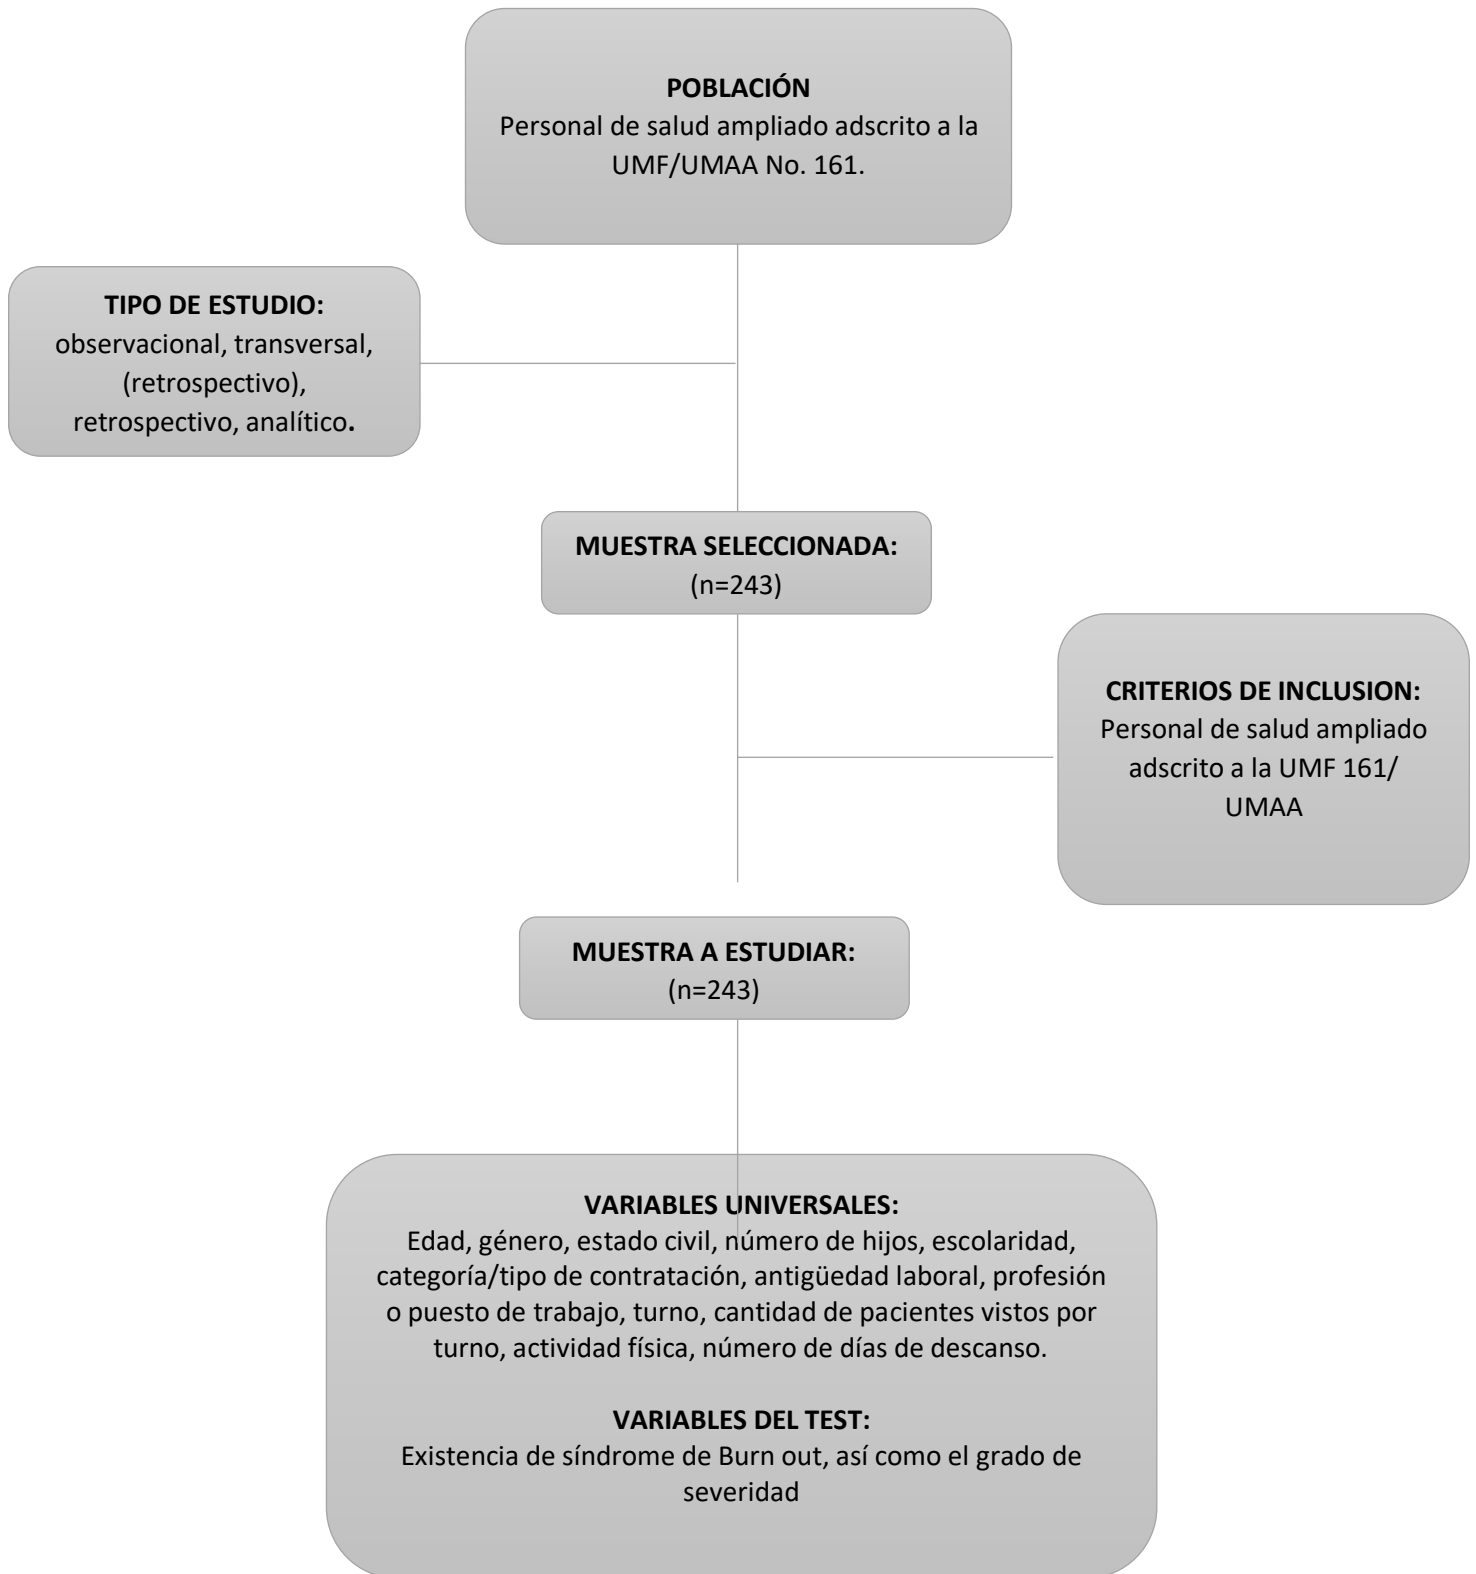 POBLACIÓN
Personal de salud ampliado adscrito a la
UMF/UMAA No. 161.
TIPO DE ESTUDIO:
observacional, transversal,
(retrospectivo),
retrospectivo, analítico.
MUESTRA SELECCIONADA:
(n=243)
CRITERIOS DE INCLUSION:
Personal de salud ampliado
adscrito a la UMF 161/
UMAA
MUESTRA A ESTUDIAR:
(n=243)
VARIABLES UNIVERSALES:
Edad, género, estado civil, número de hijos, escolaridad,
categoría/tipo de contratación, antigüedad laboral, profesión
o puesto de trabajo, turno, cantidad de pacientes vistos por
turno, actividad física, número de días de descanso.
VARIABLES DEL TEST:
Existencia de síndrome de Burn out, así como el grado de
severidad